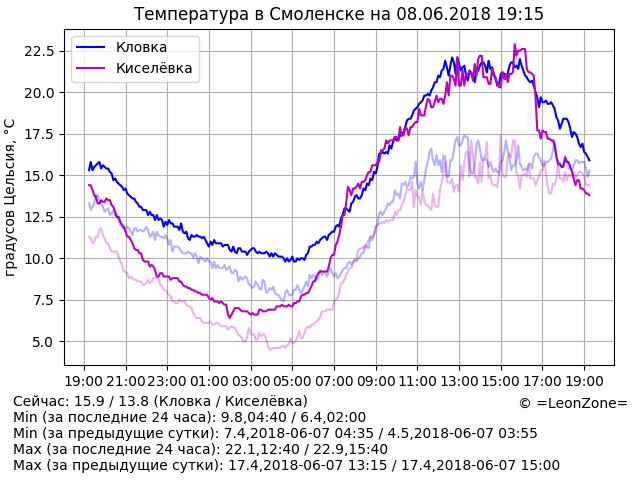 Температура в Смоленске на 08.06.2018 19:15
Кловка
Киселёвка
градусов Цельсия, °C
22.5
20.0
17.5
15.0
12.5
10.0
7.5
5.0
19:00 21:00 23:00 01:00 03:00 05:00 07:00 09:00 11:00 13:00 15:00 17:00 19:00
Сейчас: 15.9 / 13.8 (Кловка / Киселёвка)
© =LeonZone=
Min (за последние 24 часа): 9.8,04:40 / 6.4,02:00
Min (за предыдущие сутки): 7.4,2018-06-07 04:35 / 4.5,2018-06-07 03:55
Max (за последние 24 часа): 22.1,12:40 / 22.9,15:40
Max (за предыдущие сутки): 17.4,2018-06-07 13:15 / 17.4,2018-06-07 15:00